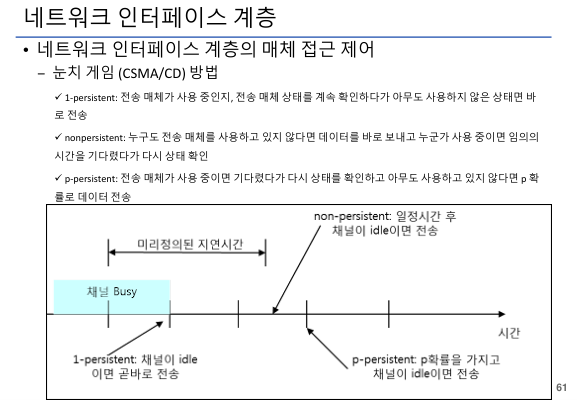 네트워크 인터페이스 계층
• 네트워크 인터페이스 계층의 매체 접근 제어
– 눈치 게임 (CSMA/CD) 방법
✓ 1-persistent: 전송 매체가 사용 중인지, 전송 매체 상태를 계속 확인하다가 아무도 사용하지 않은 상태면 바
로 전송
✓ nonpersistent: 누구도 전송 매체를 사용하고 있지 않다면 데이터를 바로 보내고 누군가 사용 중이면 임의의
시간을 기다렸다가 다시 상태 확인
✓ p-persistent: 전송 매체가 사용 중이면 기다렸다가 다시 상태를 확인하고 아무도 사용하고 있지 않다면 p 확
률로 데이터 전송
non-persistent: 일정시간 후
채널이 idle이면 전송
미리정의된 지연시간
채널 Busy
시간
1-persistent: 채널이 idle
이면 곧바로 전송
p-persistent: p확률을 가지고
채널이 idle이면 전송
61